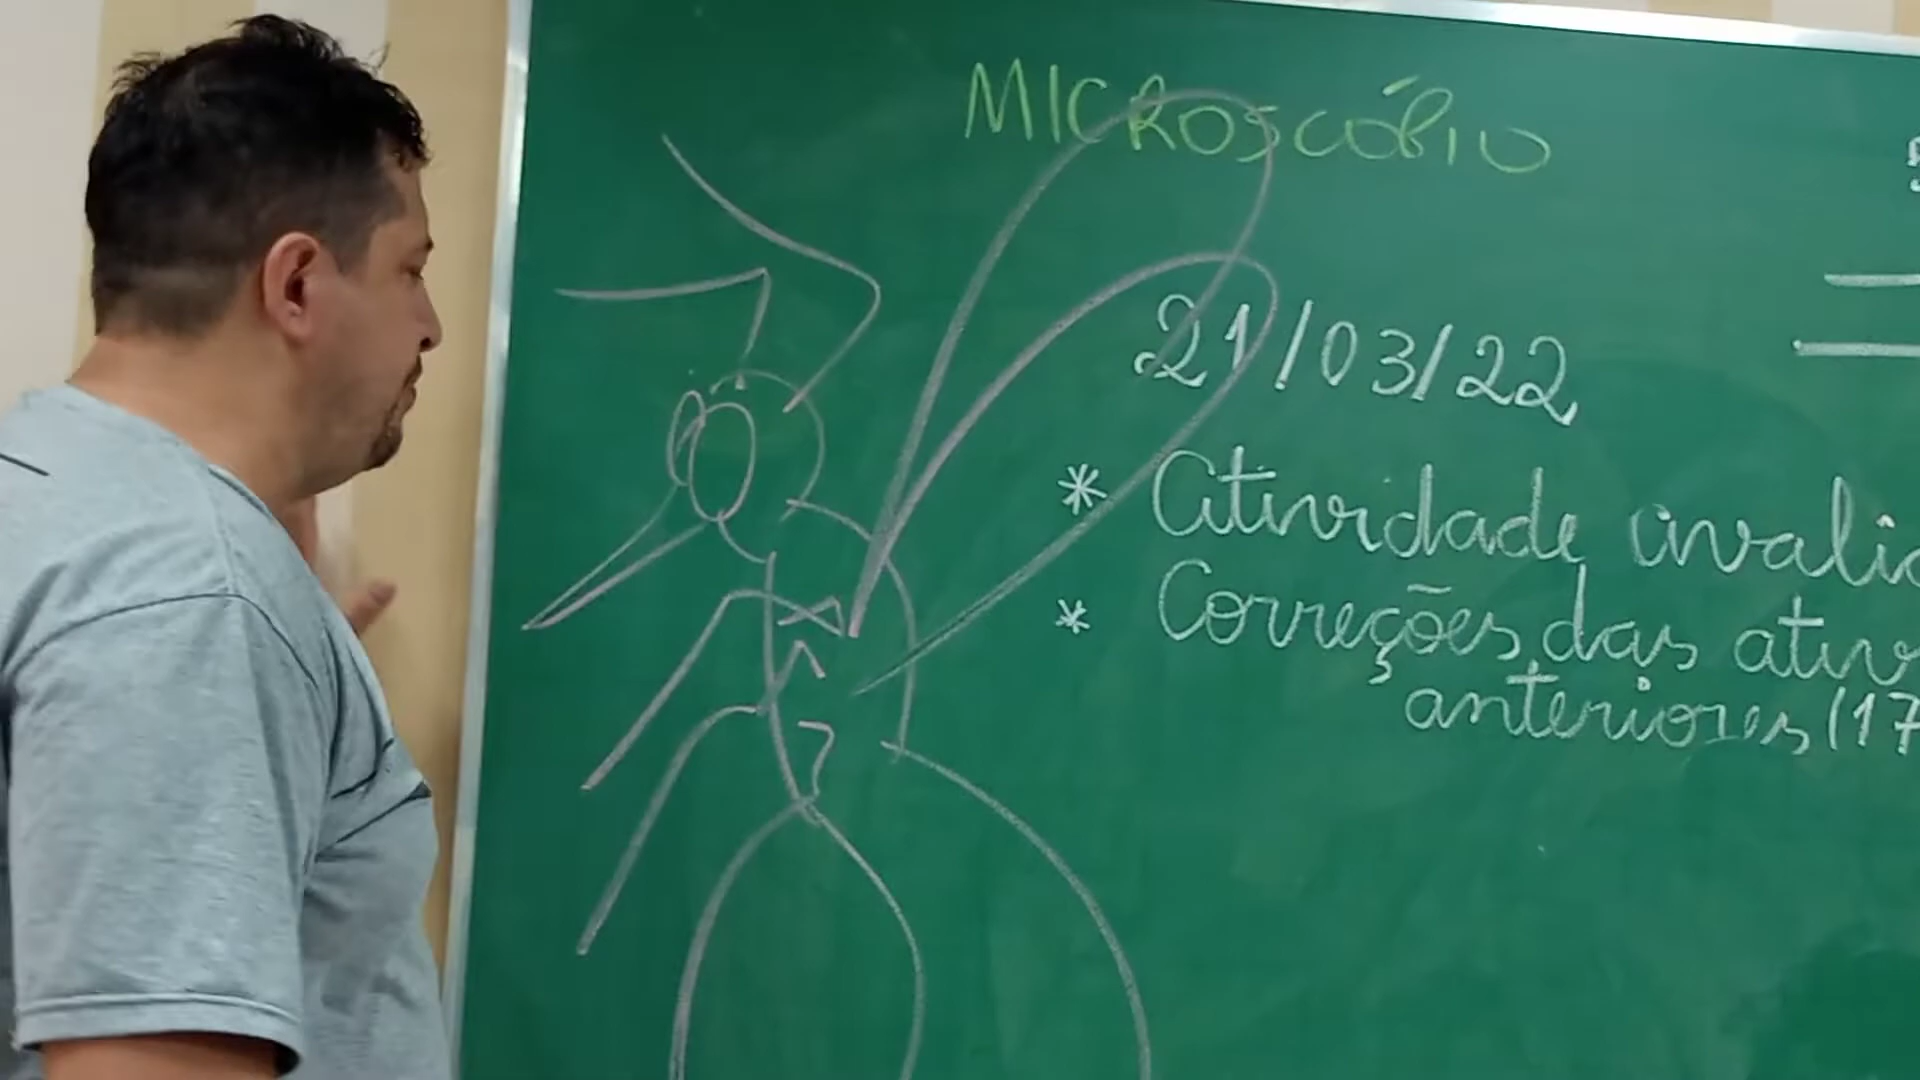 MICROSCÓPIO
21/03/22
* Atividade avalia
* Correções das ativ
anteriores (17